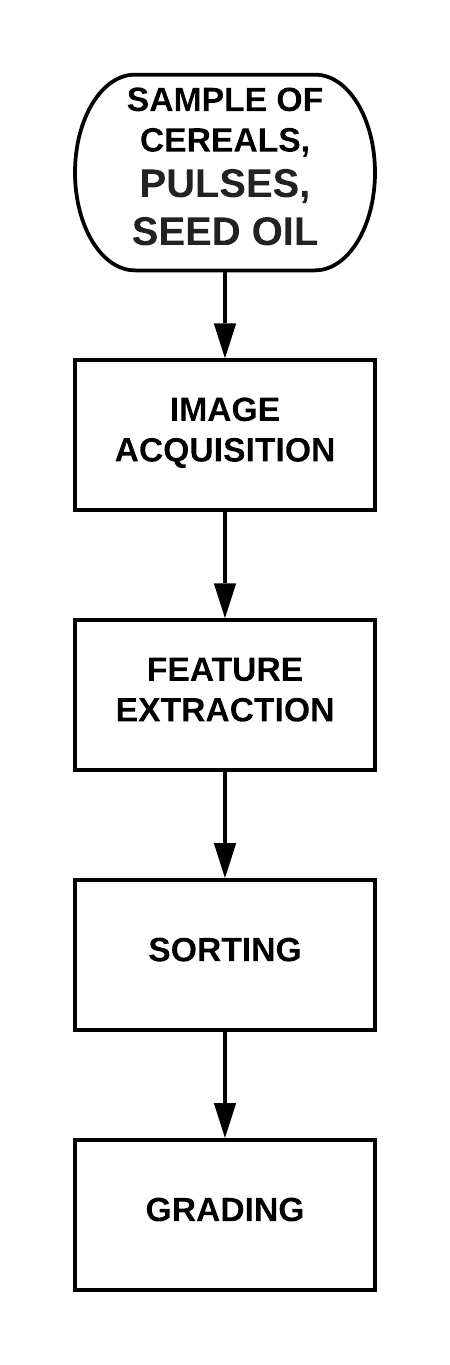 SAMPLE OF
CEREALS,
PULSES,
SEED OIL
IMAGE
ACQUISITION
FEATURE
EXTRACTION
SORTING
GRADING